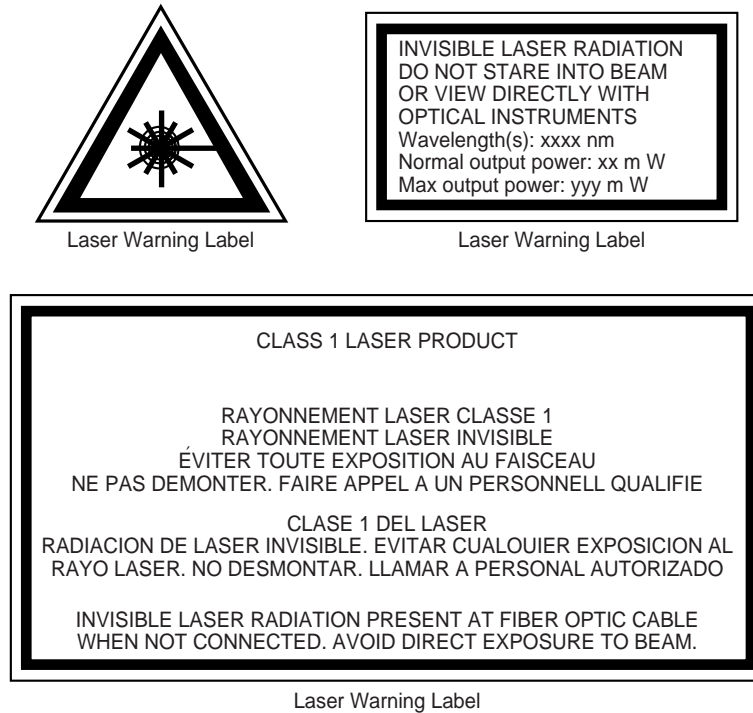 Laser Warning Label
INVISIBLE LASER RADIATION
DO NOT STARE INTO BEAM
OR VIEW DIRECTLY WITH
OPTICAL INSTRUMENTS
Wavelength(s): xxxx nm
Normal output power: xx m W
Max output power: yyy m W
Laser Warning Label
CLASS 1 LASER PRODUCT
RAYONNEMENT LASER CLASSE 1
RAYONNEMENT LASER INVISIBLE
ÉVITER TOUTE EXPOSITION AU FAISCEAU
NE PAS DEMONTER. FAIRE APPEL A UN PERSONNELL QUALIFIE
CLASE 1 DEL LASER
RADIACION DE LASER INVISIBLE. EVITAR CUALOUIER EXPOSICION AL
RAYO LASER. NO DESMONTAR. LLAMAR A PERSONAL AUTORIZADO
INVISIBLE LASER RADIATION PRESENT AT FIBER OPTIC CABLE
WHEN NOT CONNECTED. AVOID DIRECT EXPOSURE TO BEAM.
Laser Warning Label